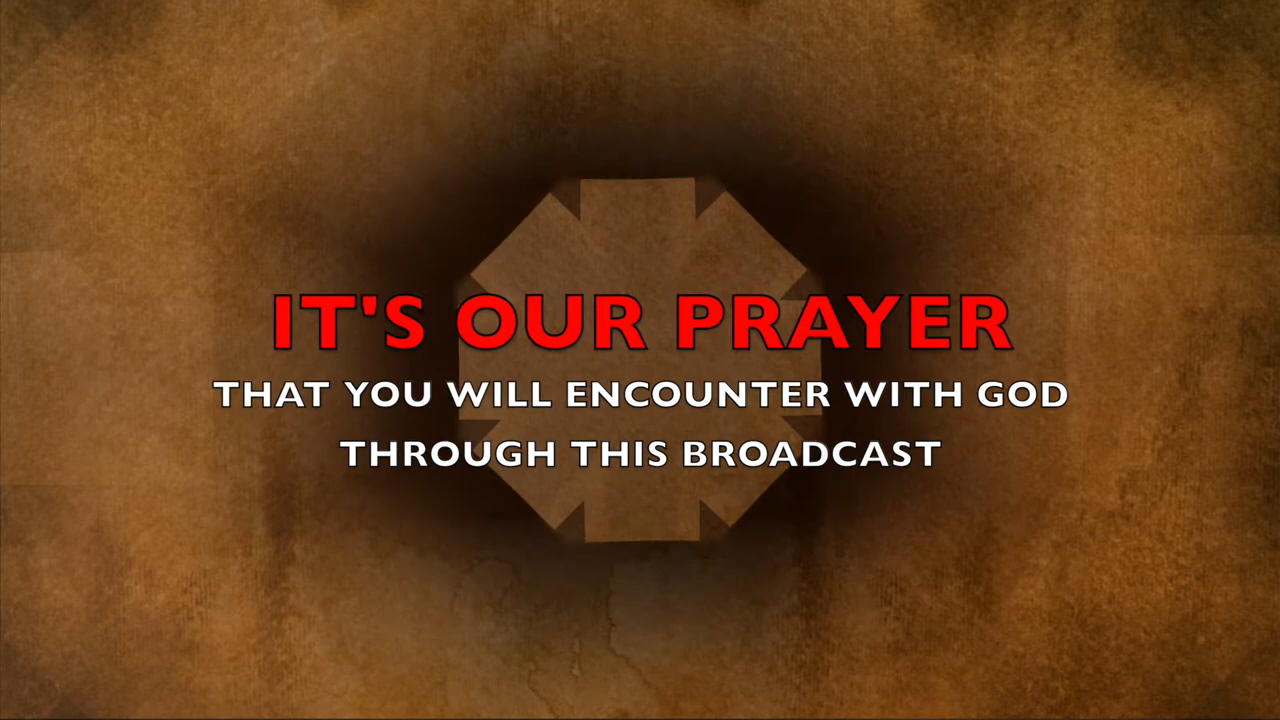 IT'S OUR PRAYER
THAT YOU WILL ENCOUNTER WITH GOD
THROUGH THIS BROADCAST